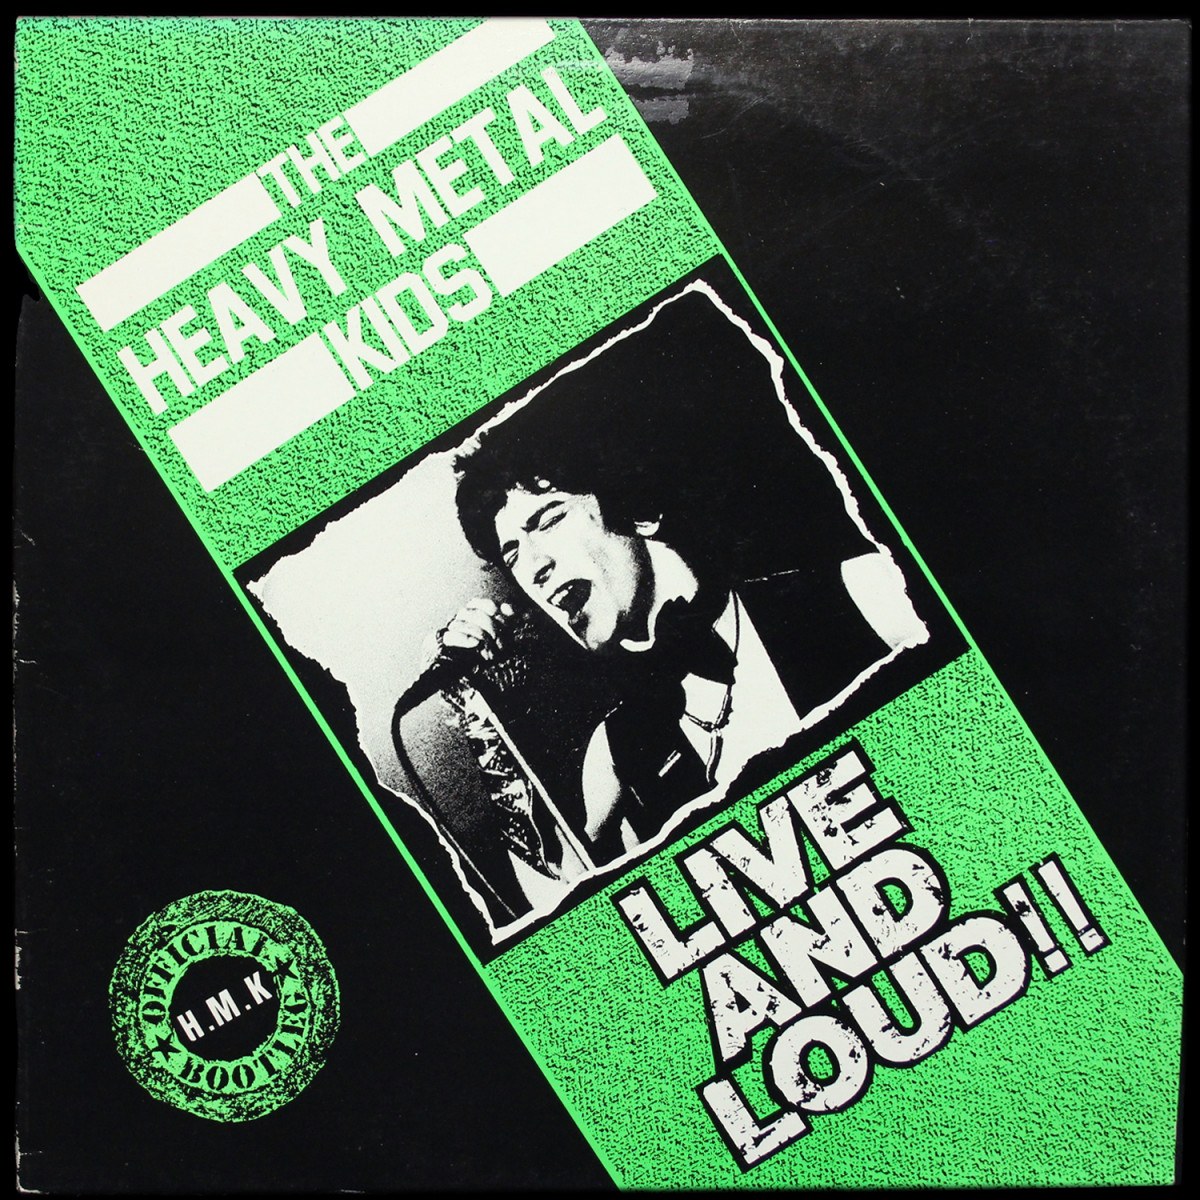 THE
HEAVY METAL
KIDS
LIVE
AND
LOUD!!
OFFICIAL
H.M.K
BOOTLEG